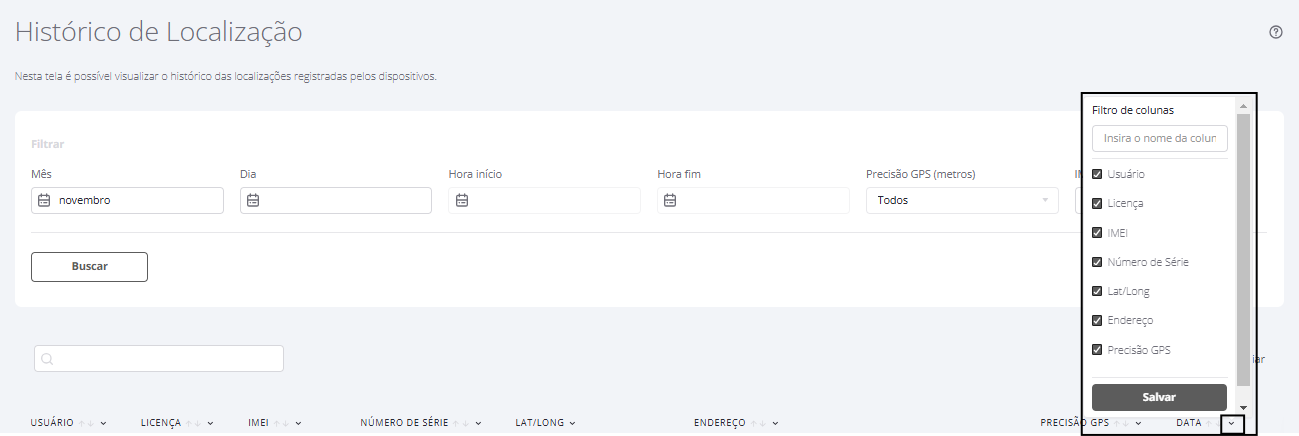 Histórico de Localização
Nesta tela é possível visualizar o histórico das localizações registradas pelos dispositivos.
Filtrar
Mês
Dia
Hora início
Hora fim
Precisão GPS (metros)
novembro
Todos
Buscar
Filtro de colunas
Insira o nome da colun
Usuário
Licença
IMEI
Número de Série
Lat/Long
Endereço
Precisão GPS
Salvar
USUÁRIO LICENÇA IMEI NÚMERO DE SÉRIE LAT/LONG ENDEREÇO PRECISÃO GPS DATA